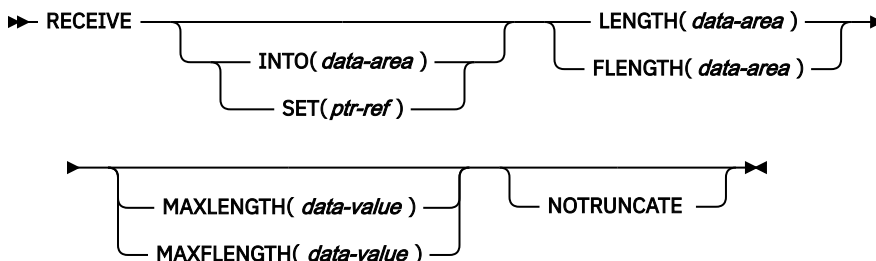 RECEIVE
LENGTH( data-area )
INTO( data-area )
FLENGTH( data-area )
SET( ptr-ref )
MAXLENGTH( data-value )
NOTRUNCATE
MAXFLENGTH( data-value )